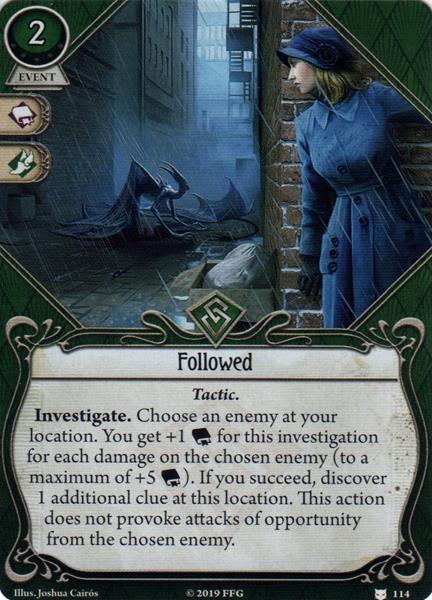 2
EVENT
Followed
Tactic.
Investigate. Choose an enemy at your
location. You get +1 for this investigation
for each damage on the chosen enemy (to a
maximum of +5 ). If you succeed, discover
1 additional clue at this location. This action
does not provoke attacks of opportunity
from the chosen enemy.
Illus. Joshua Cairós © 2019 FFG 114